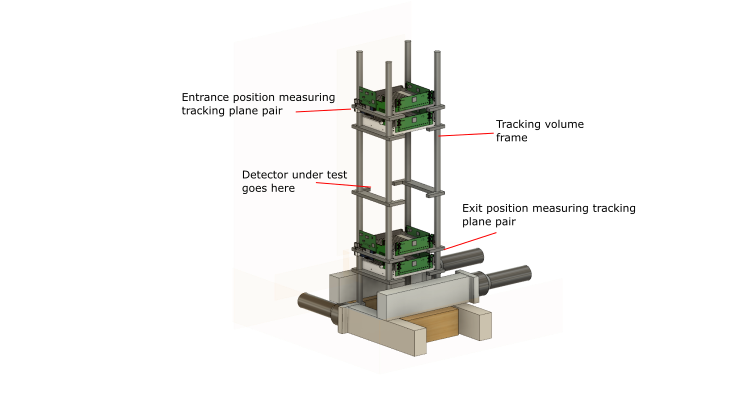 Entrance position measuring
tracking plane pair
Tracking volume
frame
Detector under test
goes here
Exit position measuring tracking
plane pair